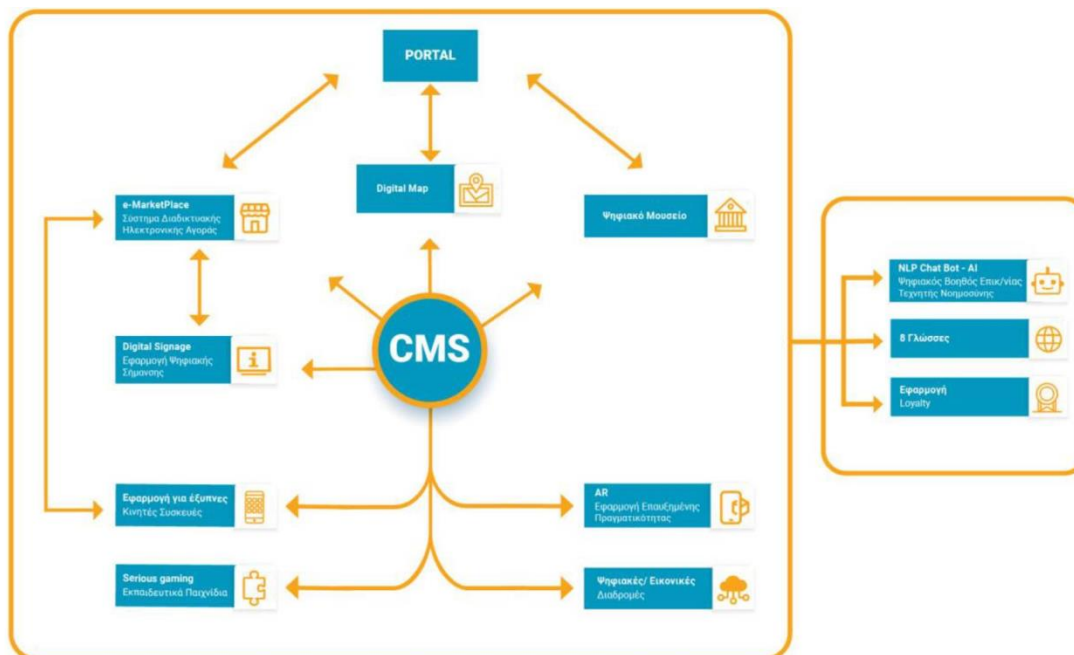 PORTAL
Digital Map
e-MarketPlace
Σύστημα Διαδικτυακής
Ηλεκτρονικής Αγοράς
Ψηφιακό Μουσείο
NLP Chat Bot - AI
Ψηφιακός Βοηθός Επικ/νίας
Τεχνητής Νοημοσύνης
CMS
Digital Signage
Εφαρμογή Ψηφιακής
Σήμανσης
8 Γλώσσες
Εφαρμογή
Loyalty
Εφαρμογή για έξυπνες
Κινητές Συσκευές
AR
Εφαρμογή Επαυξημένης
Πραγματικότητας
Serious gaming
Εκπαιδευτικά Παιχνίδια
Ψηφιακές/ Εικονικές
Διαδρομές